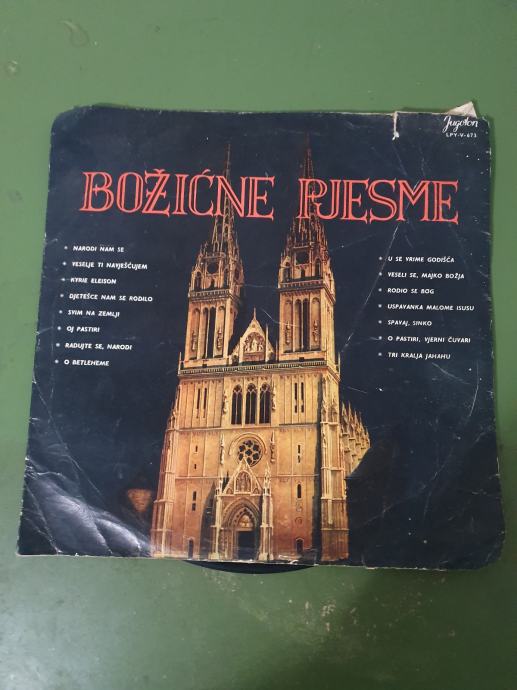 Jugoton
LPY-V-673
BOŽIĆNE PJESME
NARODI NAM SE
VESELJE TI NAVJEŠĆUJEM
KYRIE ELEISON
DJETEŠCE NAM SE RODILO
SVIM NA ZEMLJI
OJ PASTIRI
RADUJTE SE, NARODI
O BETLEHEME
U SE VRIME GODIŠĆA
VESELI SE, MAJKO BOŽJA
RODIO SE BOG
USPAVANKA MALOME ISUSU
SPAVAJ, SINKO
O PASTIRI, VJERNI ČUVARI
TRI KRALJA JAHAHU